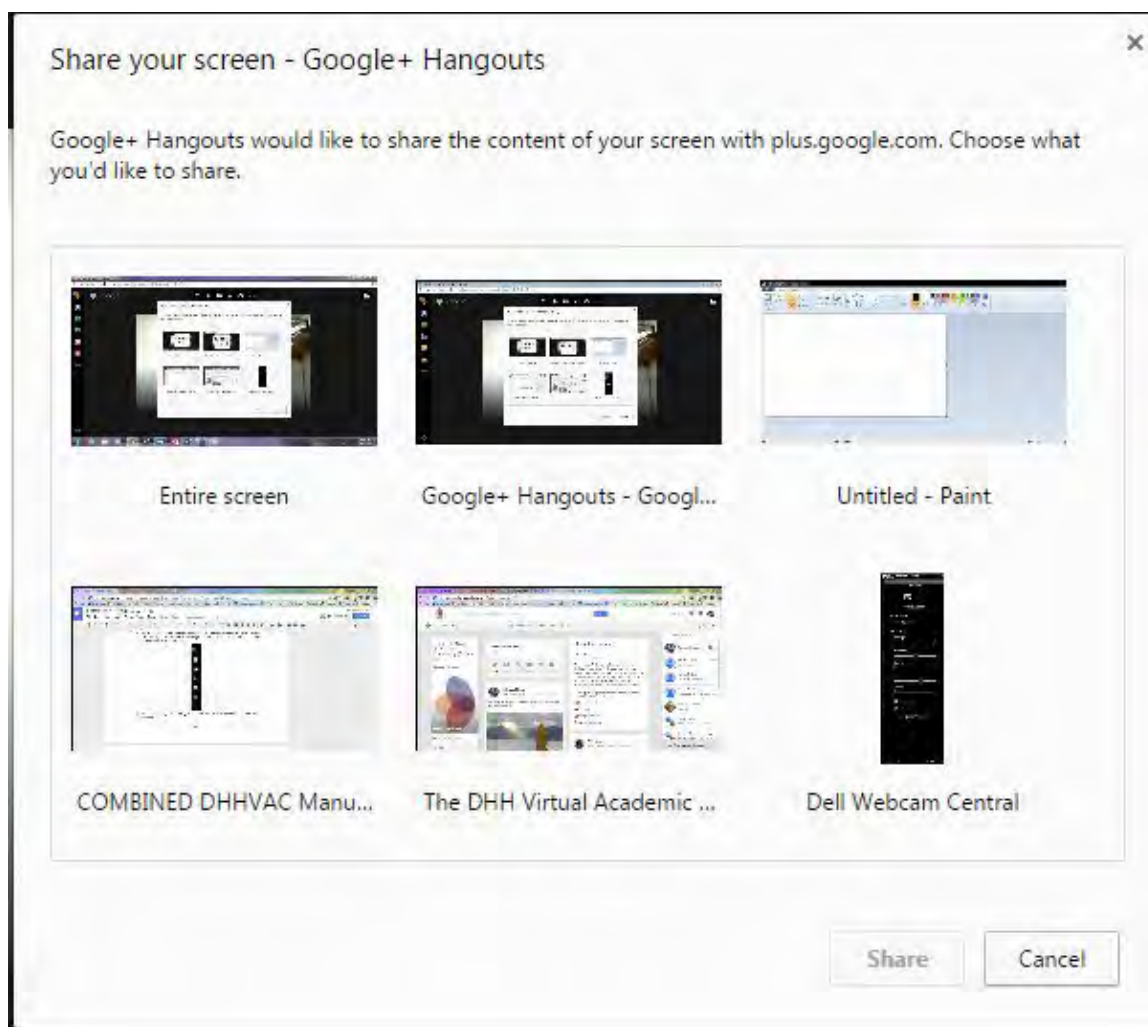 Share your screen - Google+ Hangouts
Google+ Hangouts would like to share the content of your screen with plus.google.com. Choose what
you'd like to share.
Entire screen
Google+ Hangouts - Googl...
Untitled - Paint
COMBINED DHHVAC Manu...
The DHH Virtual Academic ...
Dell Webcam Central
Share
Cancel